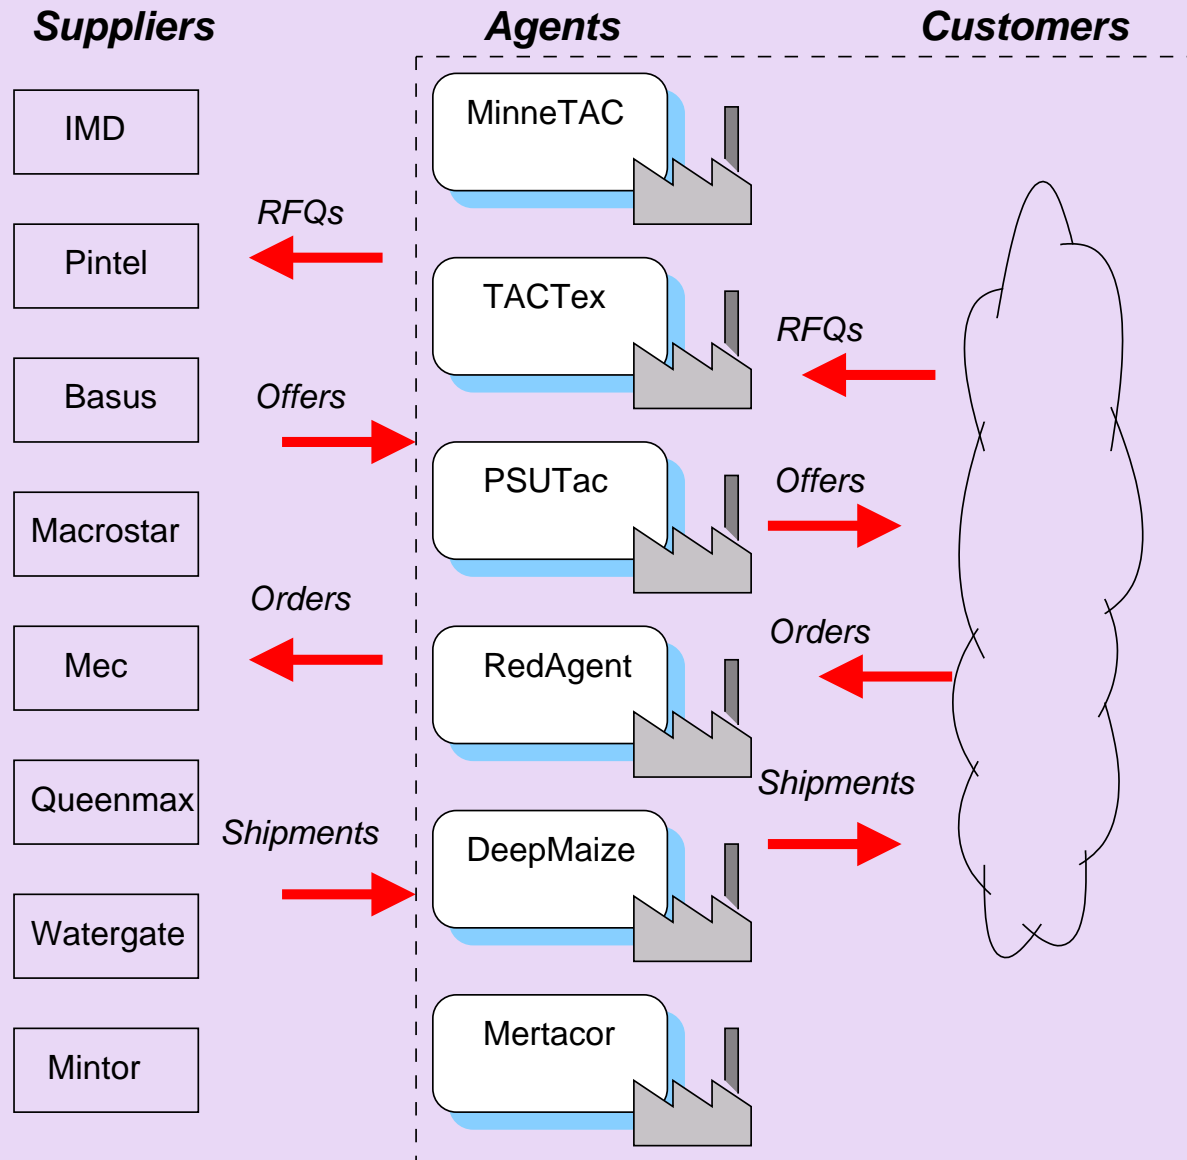 Suppliers
Agents
Customers
IMD
Pintel
Basus
Macrostar
Mec
Queenmax
Watergate
Mintor
RFQs
Offers
Orders
Shipments
MinneTAC
TACTex
PSUTac
RedAgent
DeepMaize
Mertacor
RFQs
Offers
Orders
Shipments